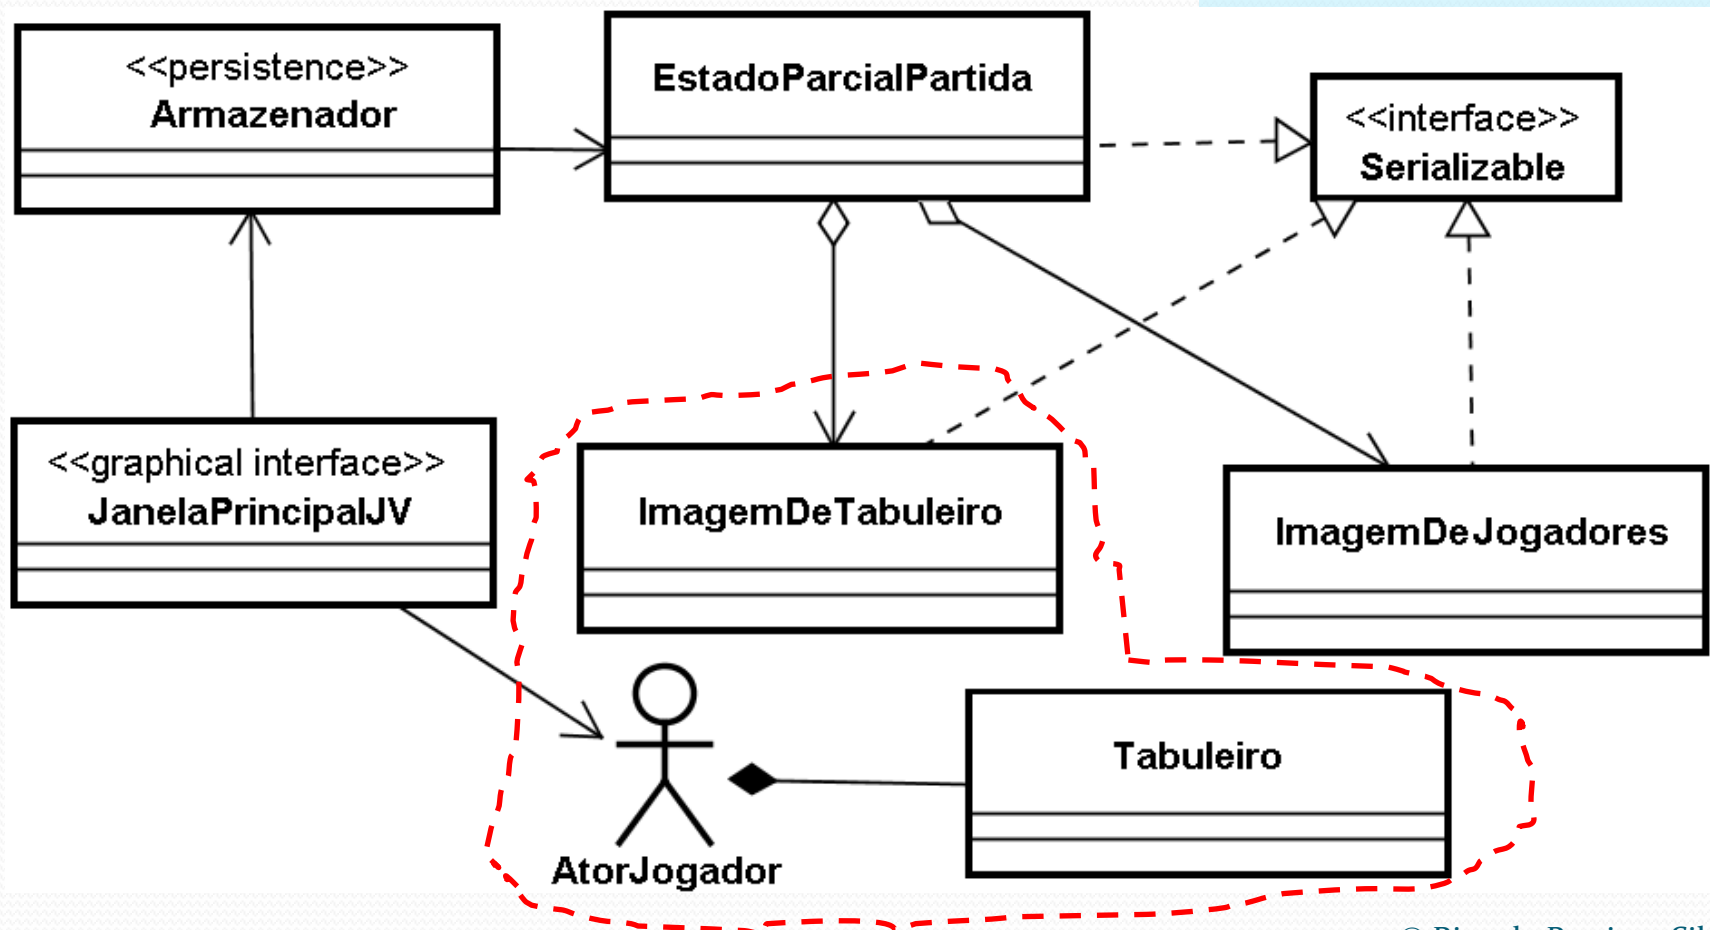 <<persistence>>
Armazenador
EstadoParcialPartida
<<interface>>
Serializable
<<graphical interface>>
JanelaPrincipalJV
ImagemDeTabuleiro
ImagemDeJogadores
Tabuleiro
AtorJogador